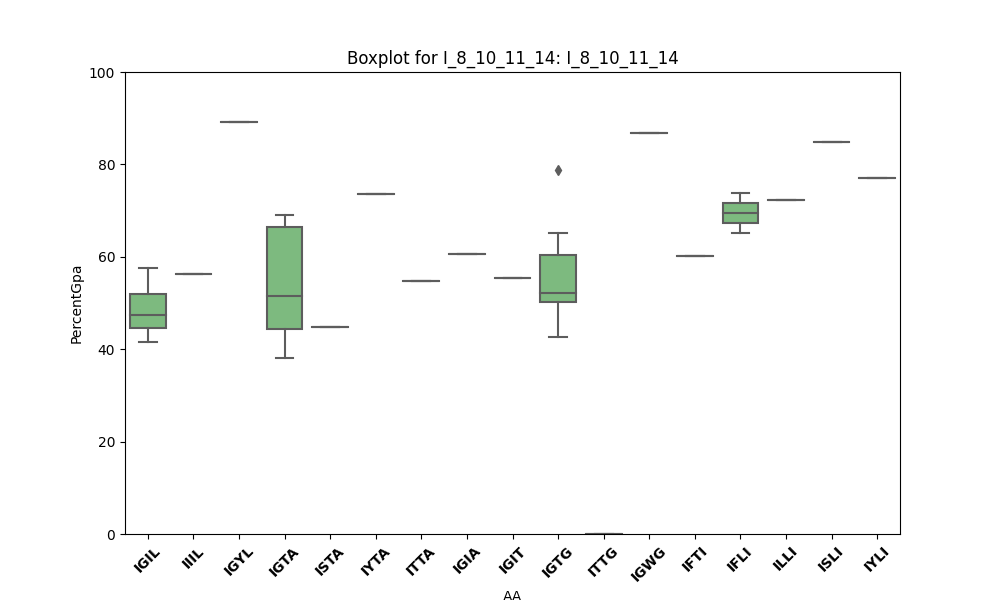 Boxplot for I_8_10_11_14: I_8_10_11_14
100
80
60
40
20
0
PercentGpa
IGIL
IIIL
IGYL
IGTA
ISTA
IYTA
ITTA
IGIA
IGIT
IGTG
ITTG
IGWG
IFTI
IFLI
ILLI
ISLI
IYLI
AA